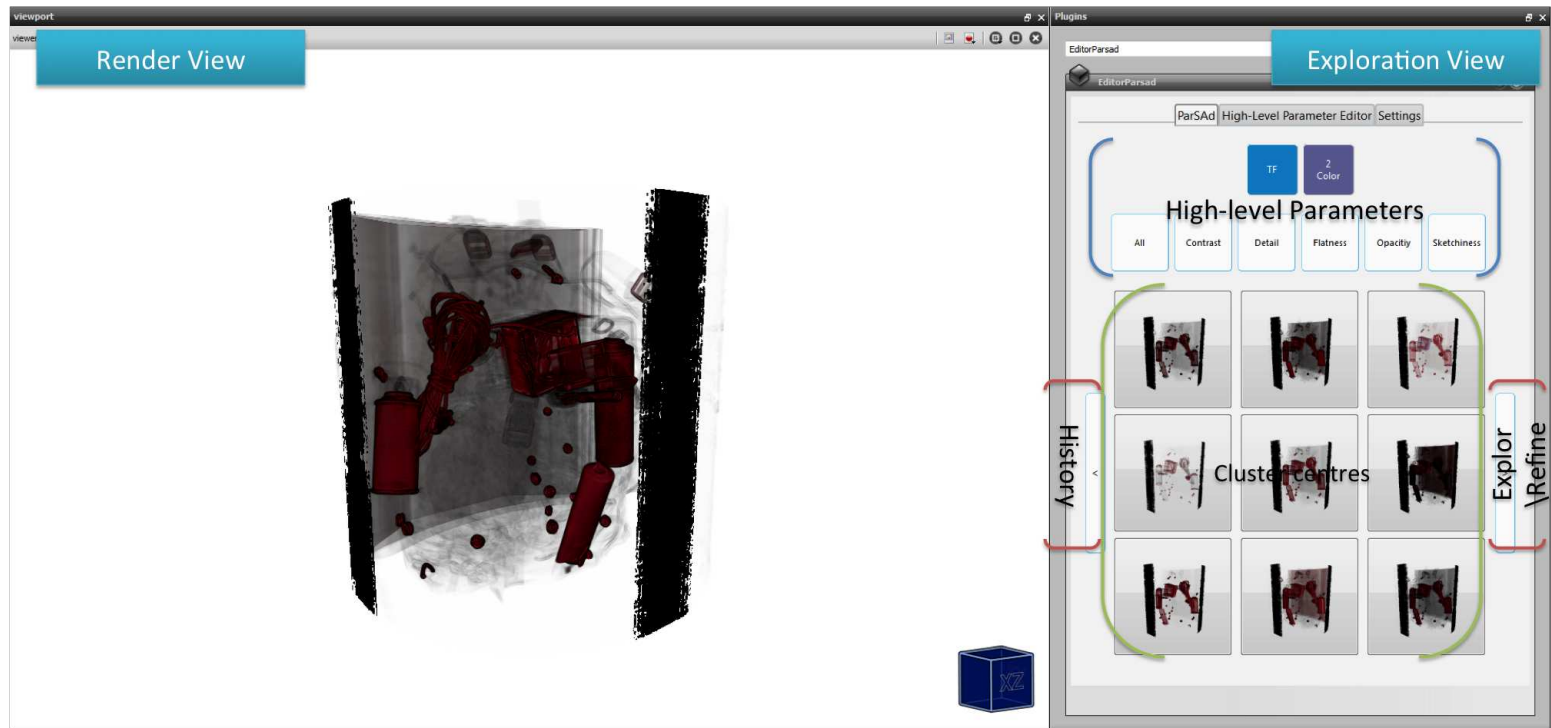 viewport
Plugins
viewe
Render View
EditorParsad
Exploration View
EditorParsad
ParSAd
High-Level Parameter Editor
Settings
TF
2
Color
High-level Parameters
All
Contrast
Detail
Flatness
Opacitiy
Sketchiness
History
<
Cluster centres
Explor
\Refine
XZ